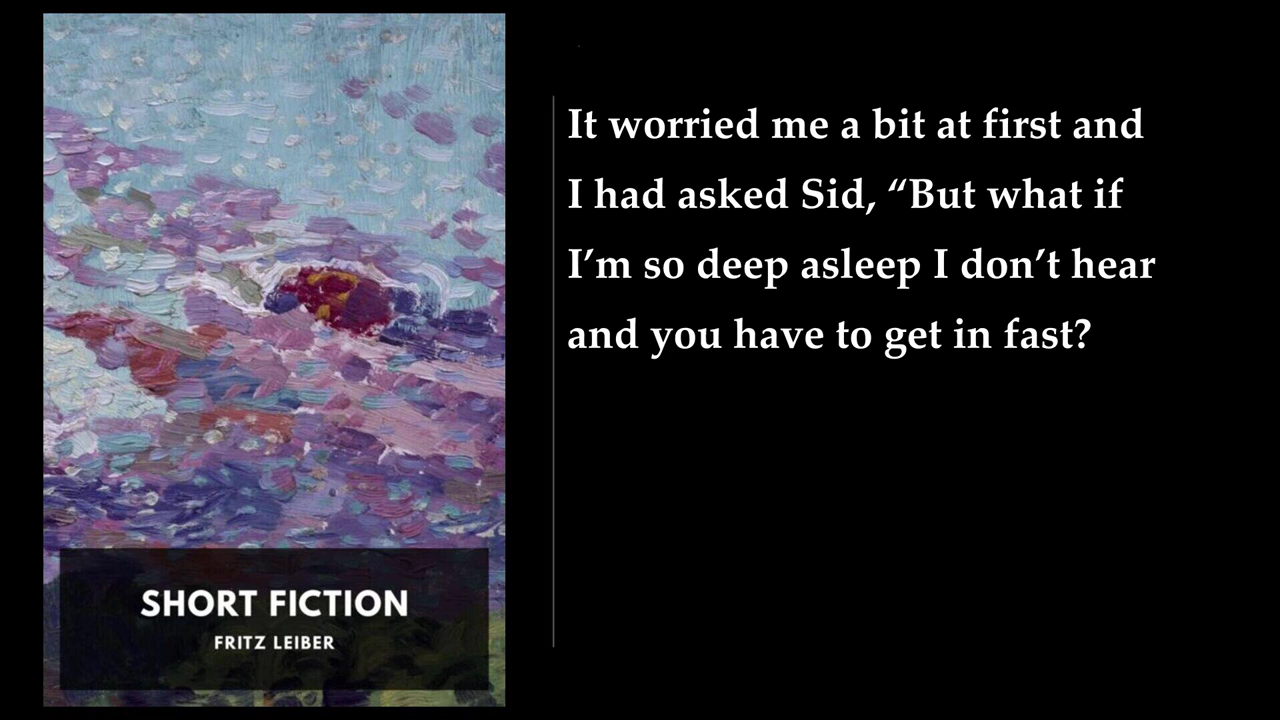 It worried me a bit at first and
I had asked Sid, “But what if
I’m so deep asleep I don’t hear
and you have to get in fast?
SHORT FICTION
FRITZ LEIBER